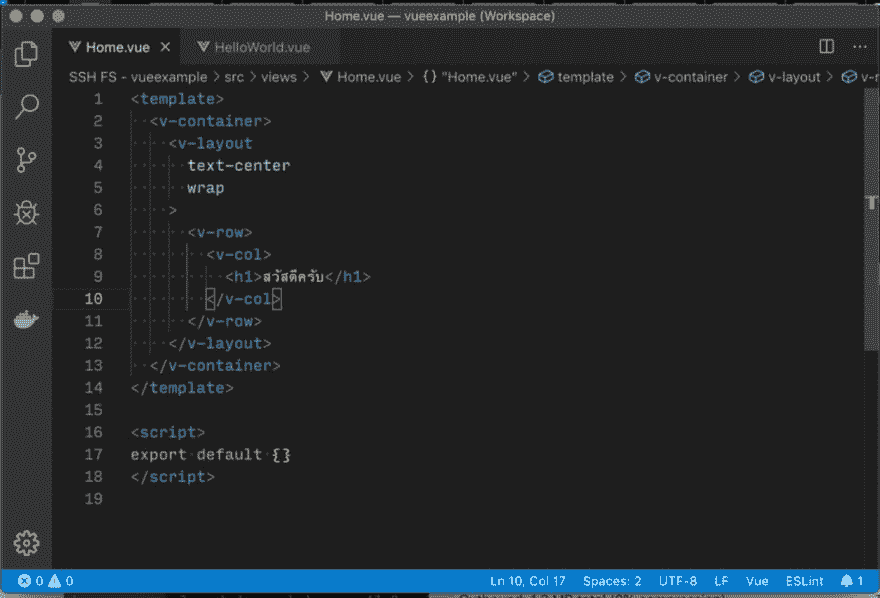 Home.vue — vueexample (Workspace)
Home.vue HelloWorld.vue
SSH FS - vueexample > src > views > Home.vue > {} "Home.vue" > template > v-container > v-layout > v-r
1 <template>
2 <v-container>
3 <v-layout
4 text-center
5 wrap
6 >
7 <v-row>
8 <v-col>
9 <h1>สวัสดีครับ</h1>
10 </v-col>
11 </v-row>
12 </v-layout>
13 </v-container>
14 </template>
15
16 <script>
17 export default {}
18 </script>
19
0 0 Ln 10, Col 17 Spaces: 2 UTF-8 LF Vue ESLint 1